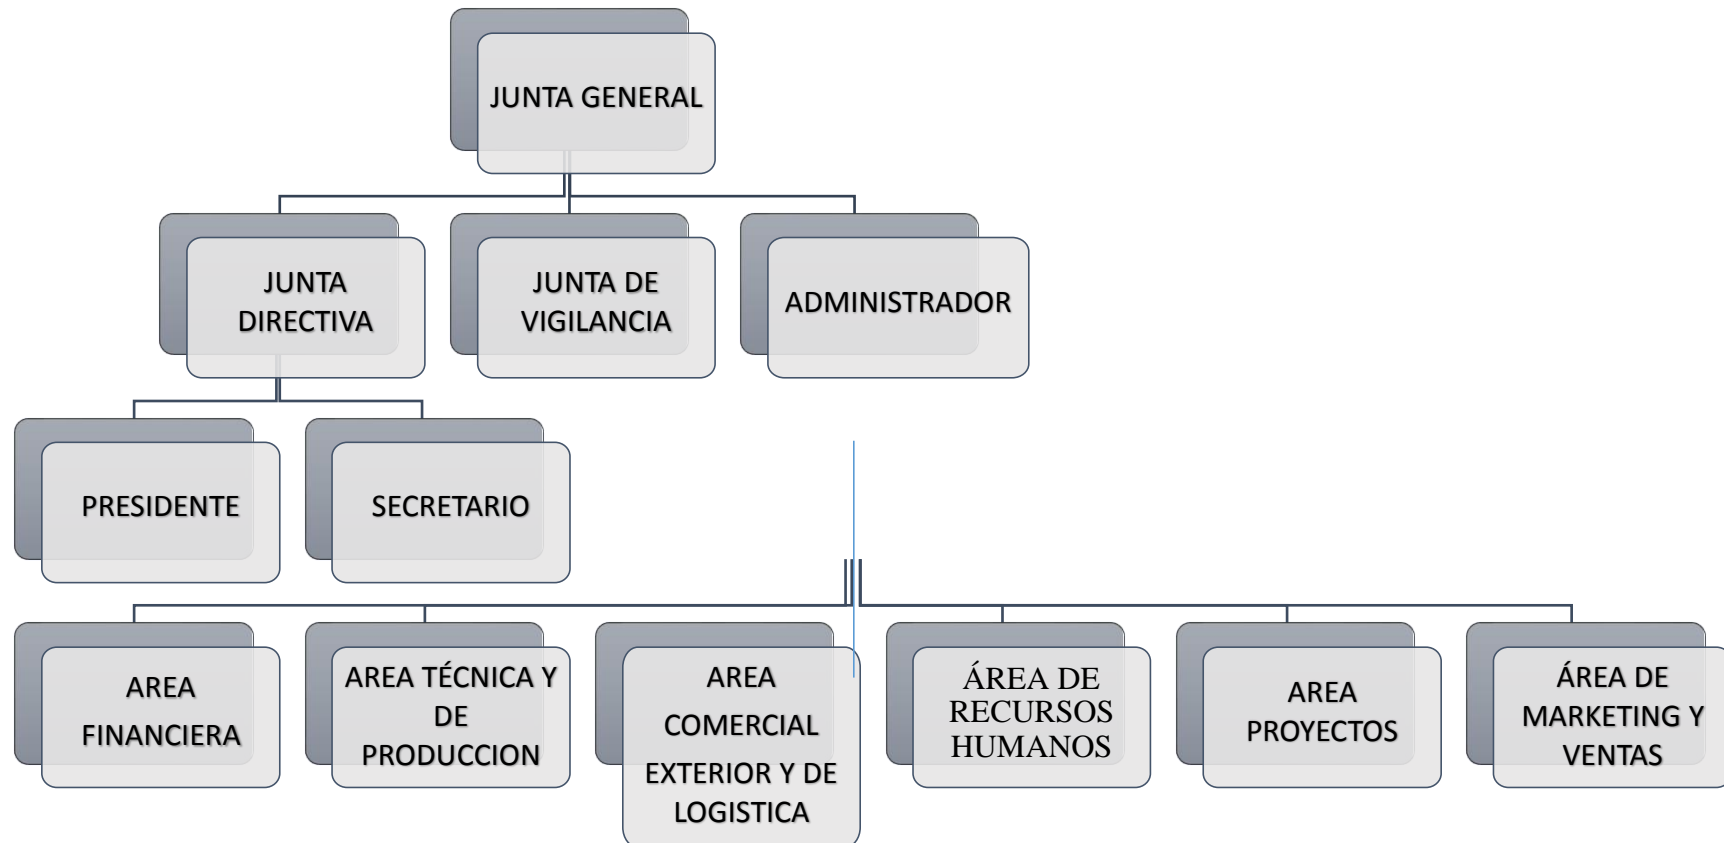 JUNTA GENERAL
JUNTA
DIRECTIVA
JUNTA DE
VIGILANCIA
ADMINISTRADOR
PRESIDENTE
SECRETARIO
AREA
FINANCIERA
AREA TÉCNICA Y
DE
PRODUCCION
AREA
COMERCIAL
EXTERIOR Y DE
LOGISTICA
ÁREA DE
RECURSOS
HUMANOS
AREA
PROYECTOS
ÁREA DE
MARKETING Y
VENTAS